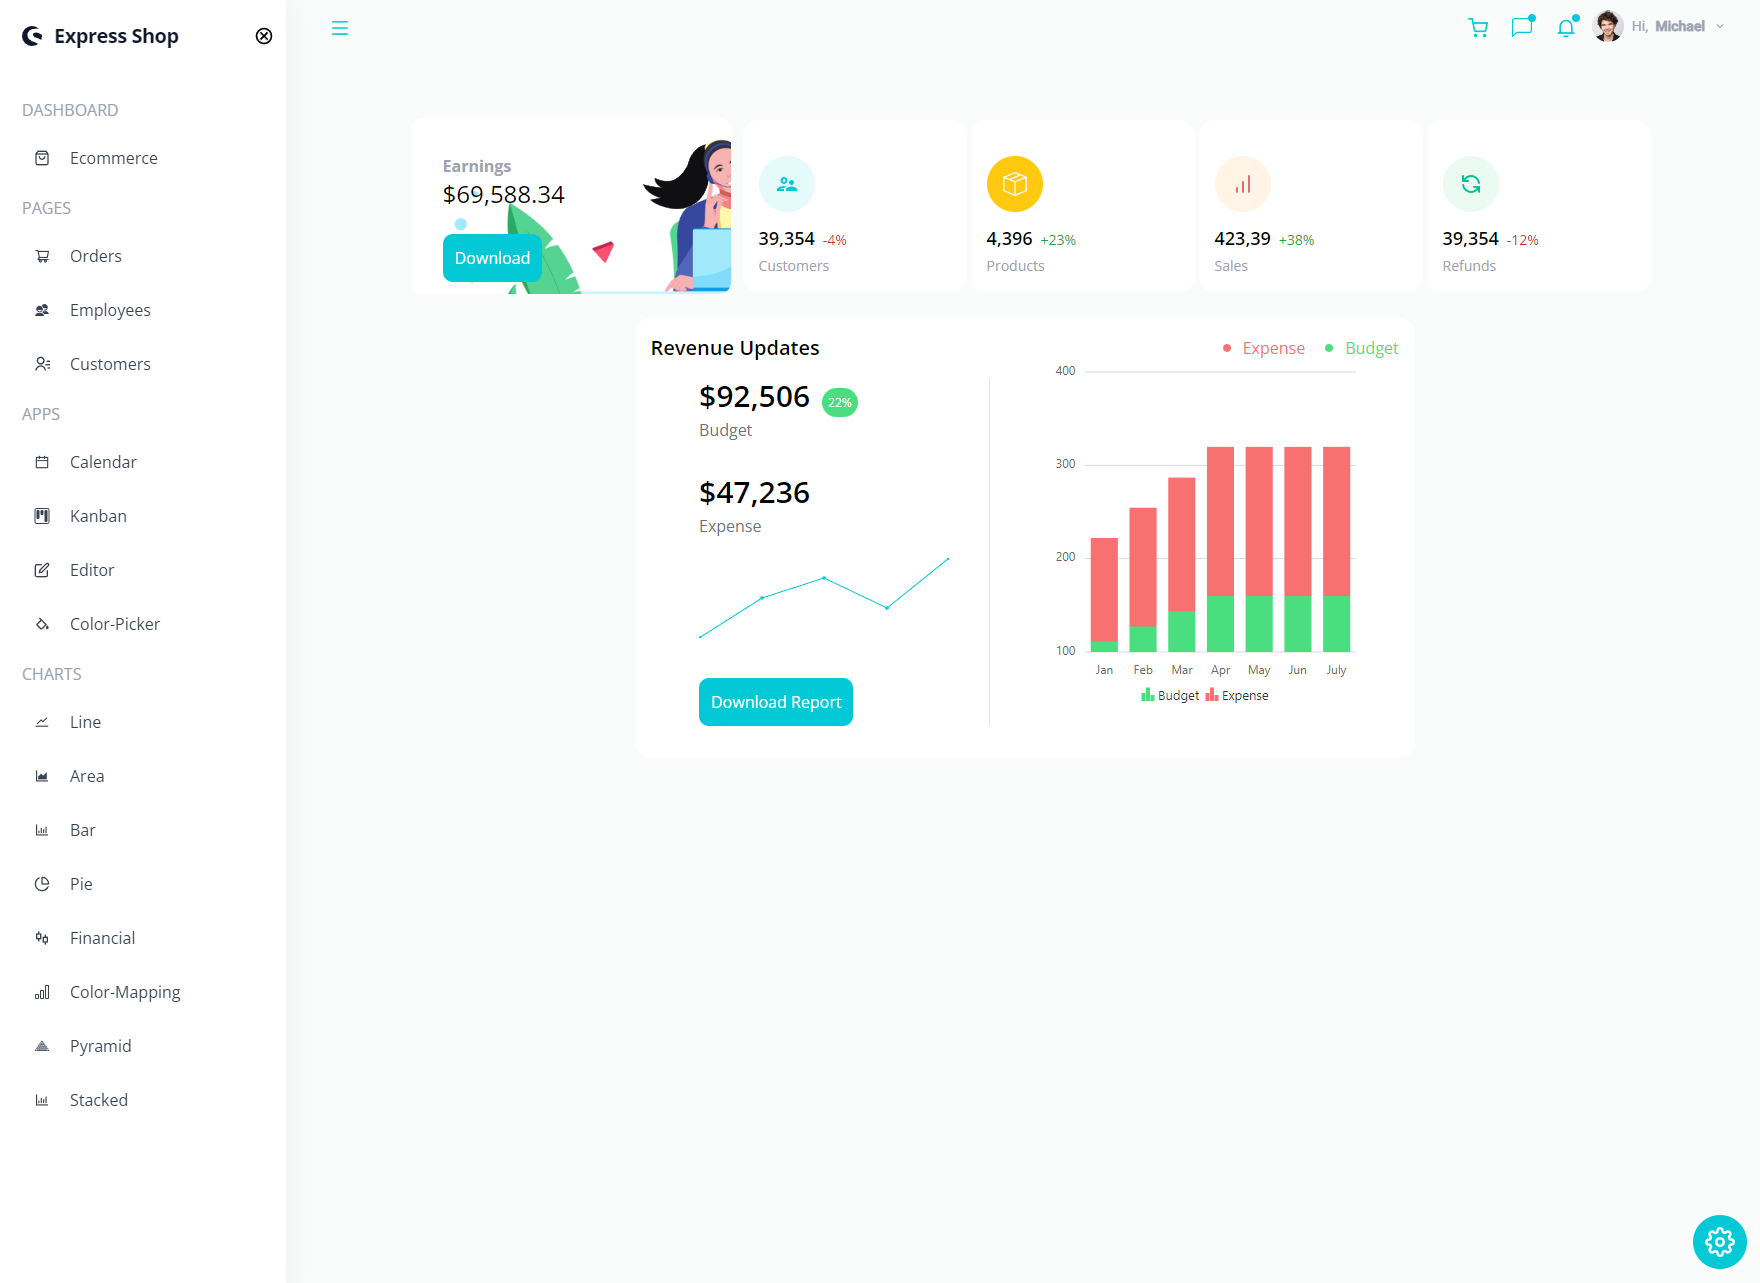 Express Shop
DASHBOARD
Ecommerce
PAGES
Orders
Employees
Customers
APPS
Calendar
Kanban
Editor
Color-Picker
CHARTS
Line
Area
Bar
Pie
Financial
Color-Mapping
Pyramid
Stacked
Hi, Michael
Earnings
$69,588.34
Download
39,354 -4%
Customers
4,396 +23%
Products
423,39 +38%
Sales
39,354 -12%
Refunds
Revenue Updates
Expense Budget
$92,506 22%
Budget
$47,236
Expense
Download Report
400
300
200
100
Jan Feb Mar Apr May Jun July
Budget Expense